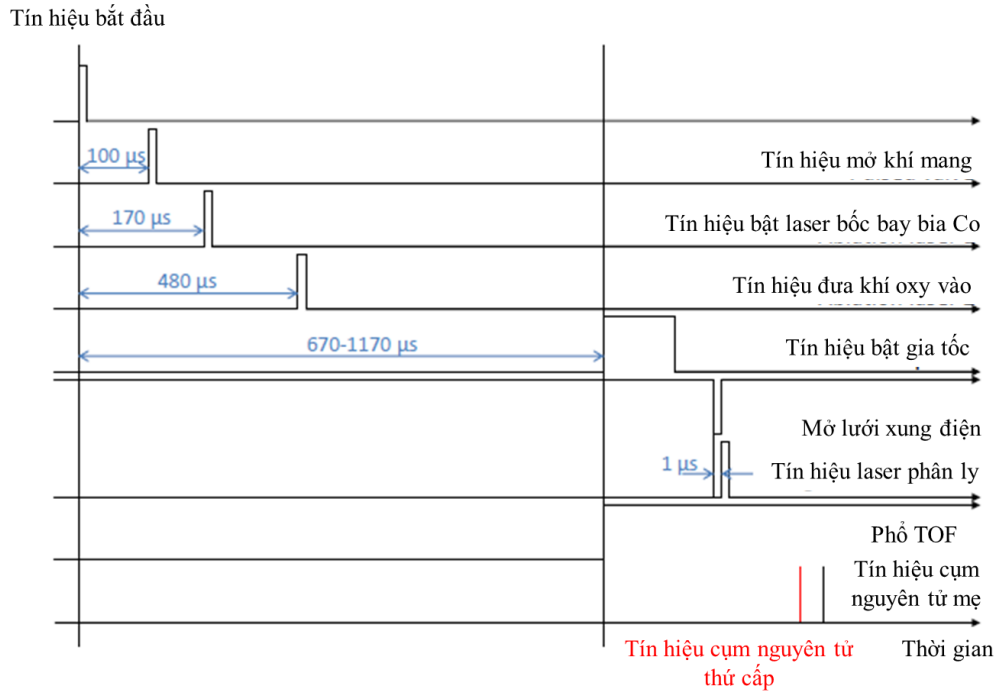 Tín hiệu bắt đầu
100 µs
Tín hiệu mở khí mang
170 µs
Tín hiệu bật laser bốc bay bia Co
480 µs
Tín hiệu đưa khí oxy vào
670-1170 µs
Tín hiệu bật gia tốc
Mở lưới xung điện
1 µs
Tín hiệu laser phân ly
Phổ TOF
Tín hiệu cụm
nguyên tử mẹ
Tín hiệu cụm nguyên tử
thứ cấp
Thời gian